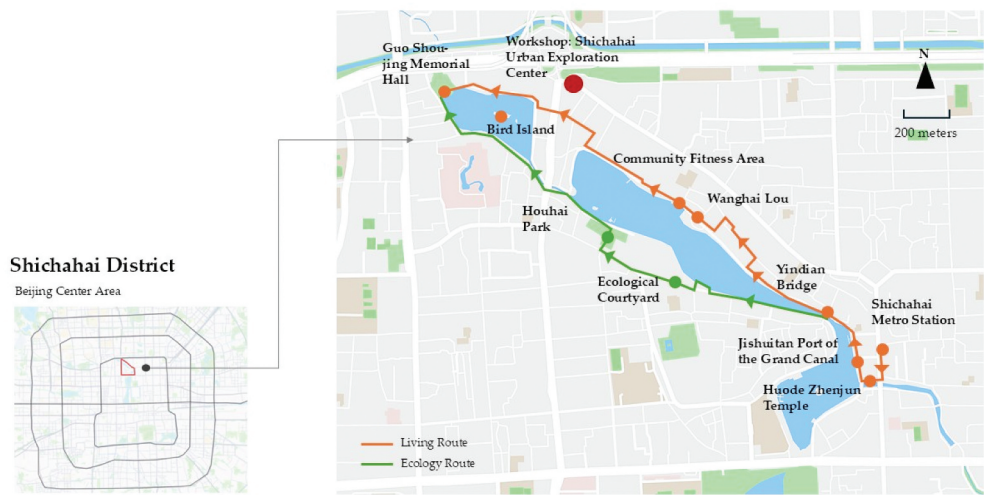 Shichahai District
Beijing Center Area
Guo Shou-
jing Memorial
Hall
Workshop: Shichahai
Urban Exploration
Center
N
200 meters
Bird Island
Community Fitness Area
Wanghai Lou
Houhai
Park
Ecological
Courtyard
Yindian
Bridge
Shichahai
Metro Station
Jishuitan Port of
the Grand Canal
Huode Zhenjun
Temple
Living Route
Ecology Route